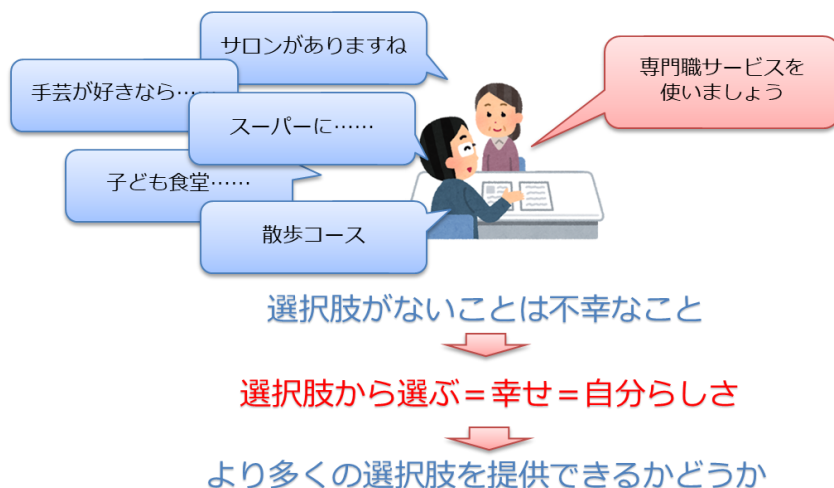 サロンがありますね
手芸が好きなら……
スーパーに……
子ども食堂……
散歩コース
専門職サービスを
使いましょう
選択肢がないことは不幸なこと
選択肢から選ぶ＝幸せ＝自分らしさ
より多くの選択肢を提供できるかどうか